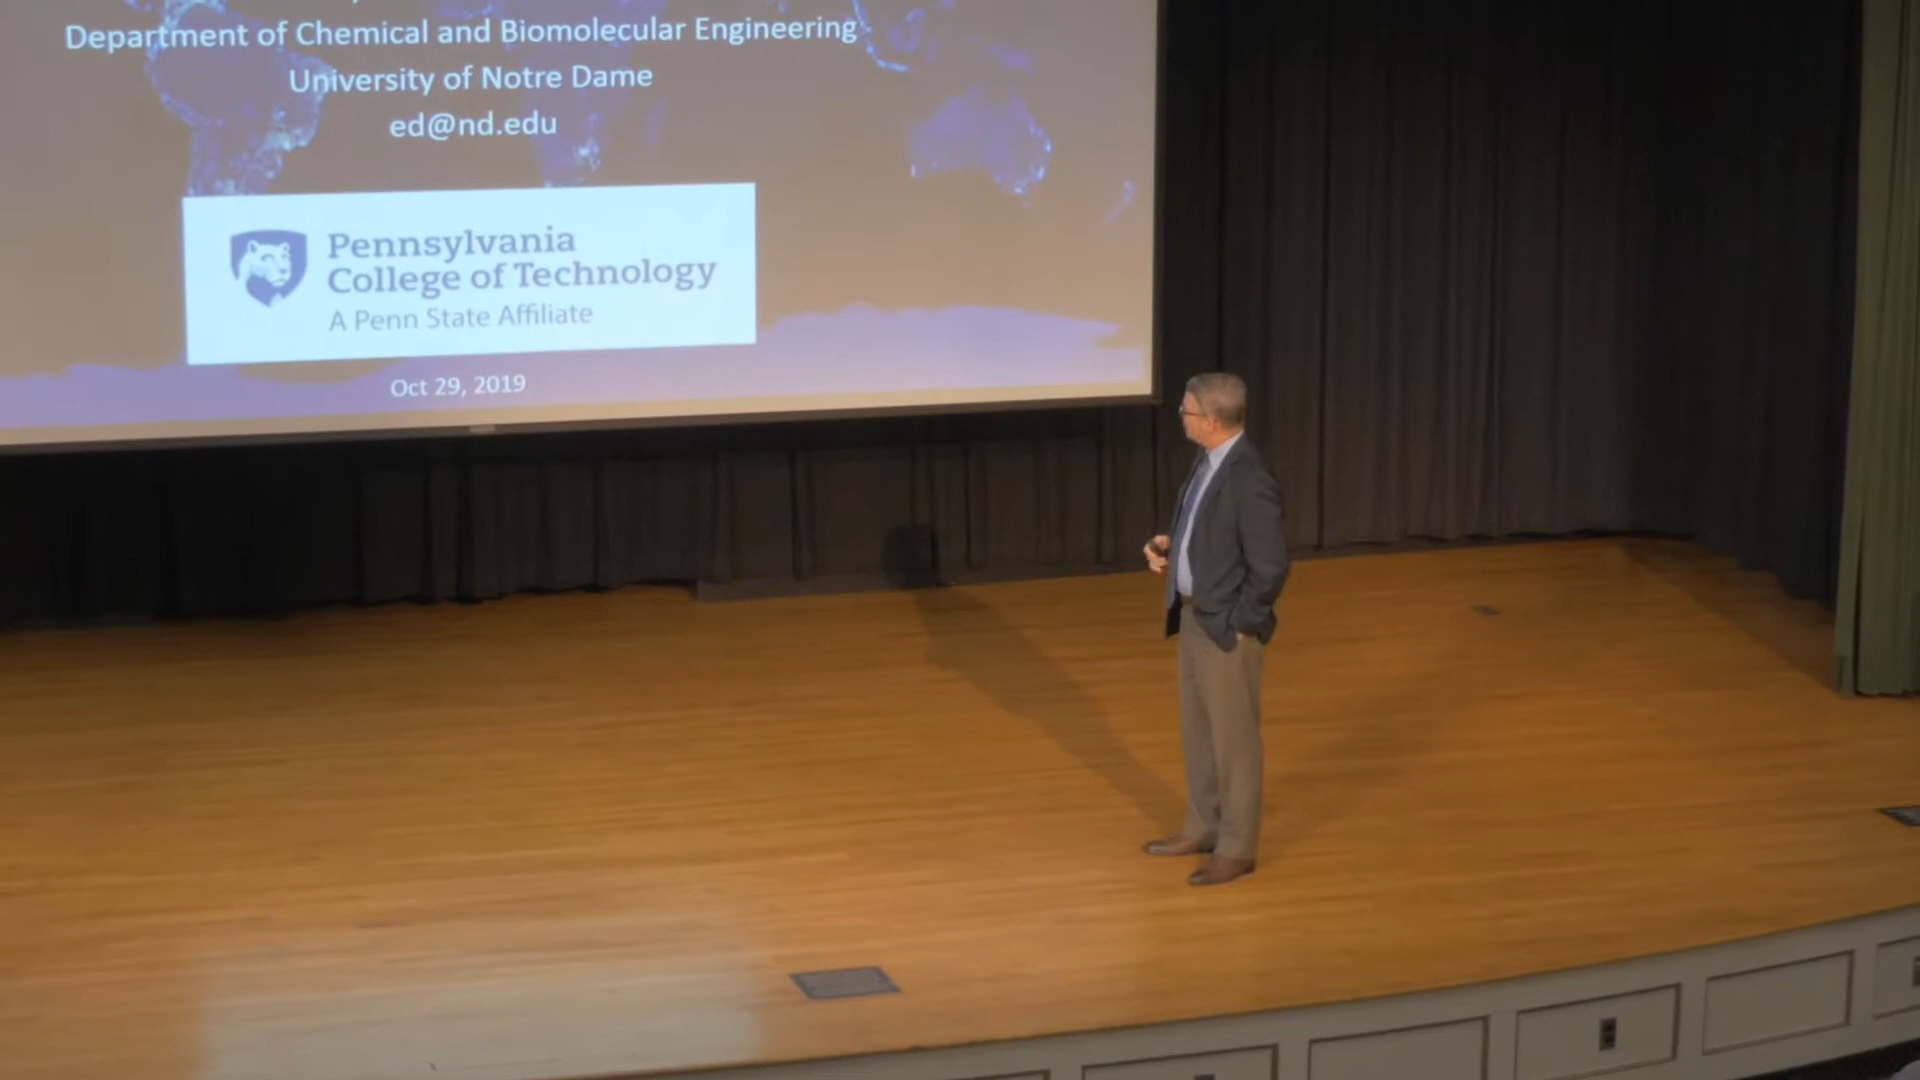 Department of Chemical and Biomolecular Engineering
University of Notre Dame
ed@nd.edu
Pennsylvania
College of Technology
A Penn State Affiliate
Oct 29, 2019